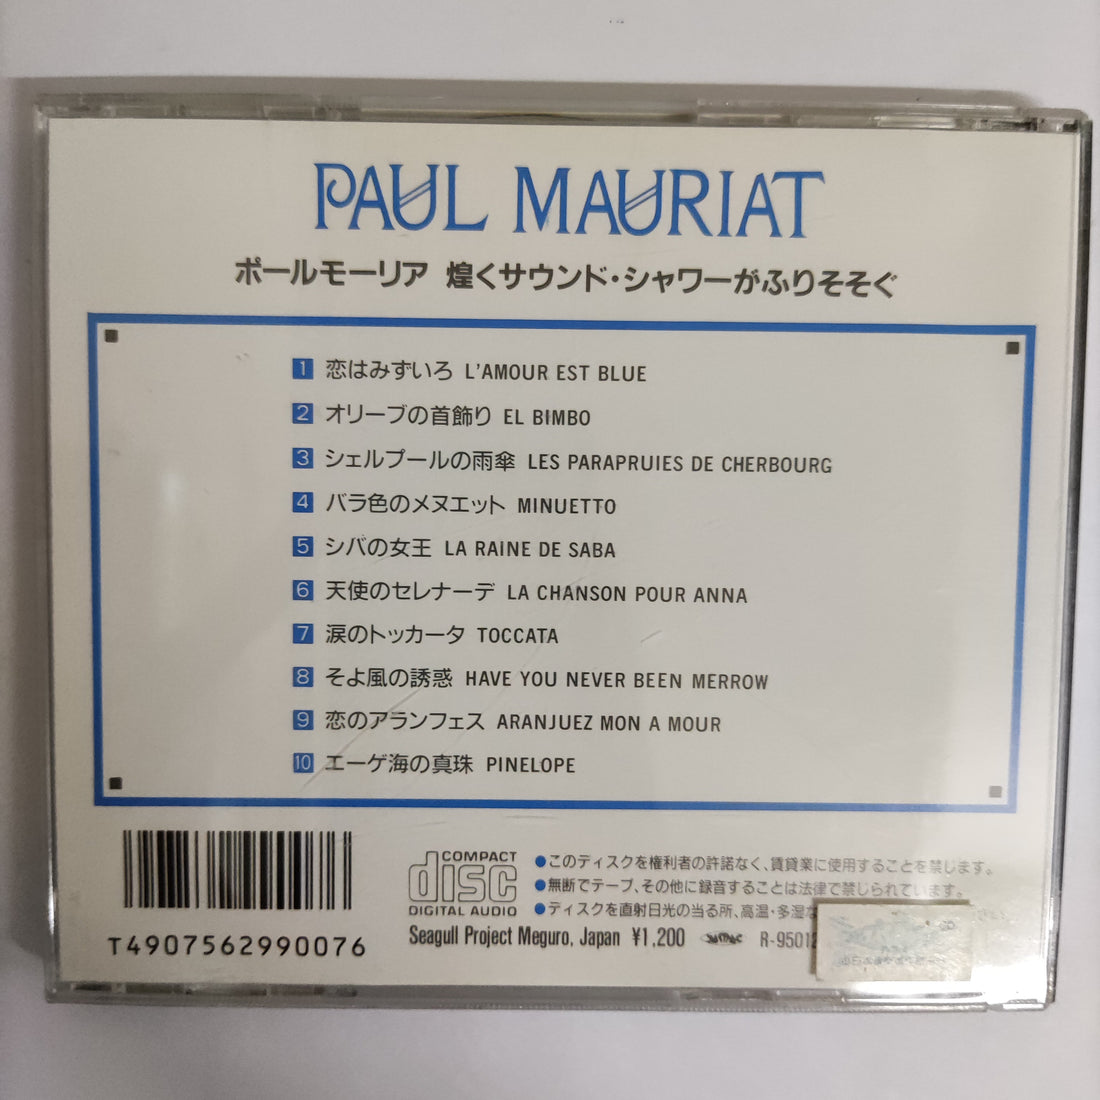 PAUL MAURIAT
ポールモーリア 煌くサウンド・シャワーがふりそそぐ
1 恋はみずいろ L'AMOUR EST BLUE
2 オリーブの首飾り EL BIMBO
3 シェルブールの雨傘 LES PARAPRUIES DE CHERBOURG
4 バラ色のメヌエット MINUETTO
5 シバの女王 LA RAINE DE SABA
6 天使のセレナーデ LA CHANSON POUR ANNA
7 涙のトッカータ TOCCATA
8 そよ風の誘惑 HAVE YOU NEVER BEEN MERROW
9 恋のアランフェス ARANJUEZ MON A MOUR
10 エーゲ海の真珠 PINELOPE
COMPACT
disc
DIGITAL AUDIO
●このディスクを権利者の許諾なく、賃貸業に使用することを禁じます。
●無断でテープ、その他に録音することは法律で禁じられています。
●ディスクを直射日光の当る所、高温・多湿な
Seagull Project Meguro, Japan ¥1,200 R-95012
T4907562990076